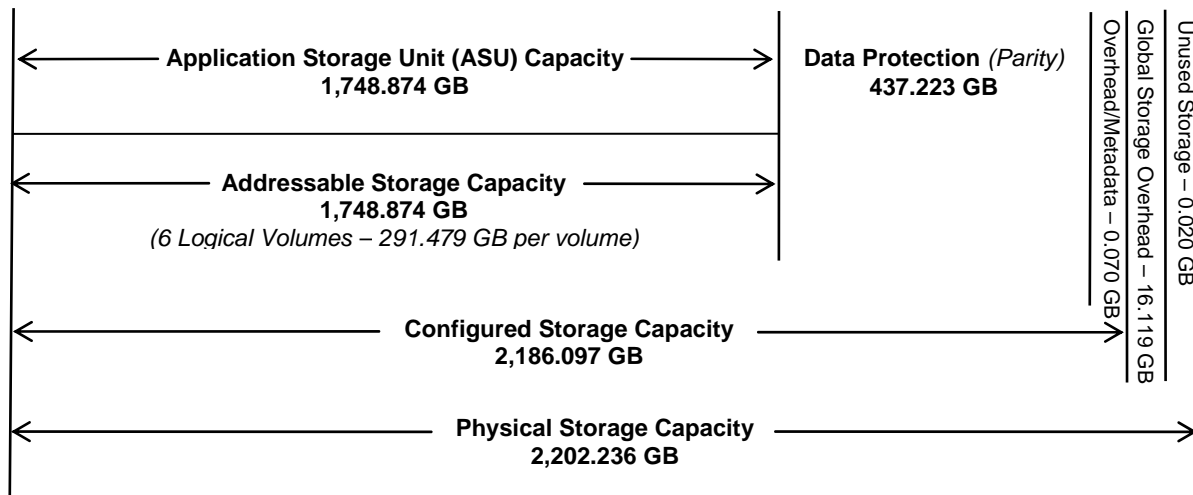 Application Storage Unit (ASU) Capacity
1,748.874 GB
Data Protection (Parity)
437.223 GB
Overhead/Metadata – 0.070 GB
Global Storage Overhead – 16.119 GB
Unused Storage – 0.020 GB
Addressable Storage Capacity
1,748.874 GB
(6 Logical Volumes – 291.479 GB per volume)
Configured Storage Capacity
2,186.097 GB
Physical Storage Capacity
2,202.236 GB